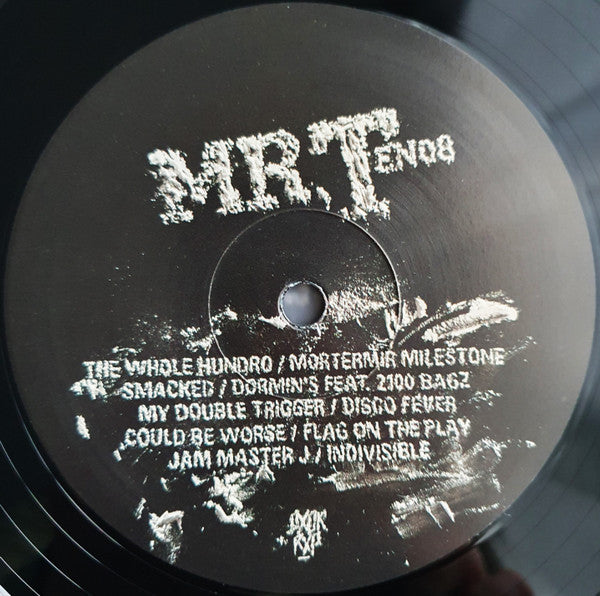 MR.TEN08
THE WHOLE HUNDRO / MORTERMIR MILESTONE
SMACKED / DORMIN'S FEAT. 2100 BAGZ
MY DOUBLE TRIGGER / DISCO FEVER
COULD BE WORSE / FLAG ON THE PLAY
JAM MASTER J / INDIVISIBLE